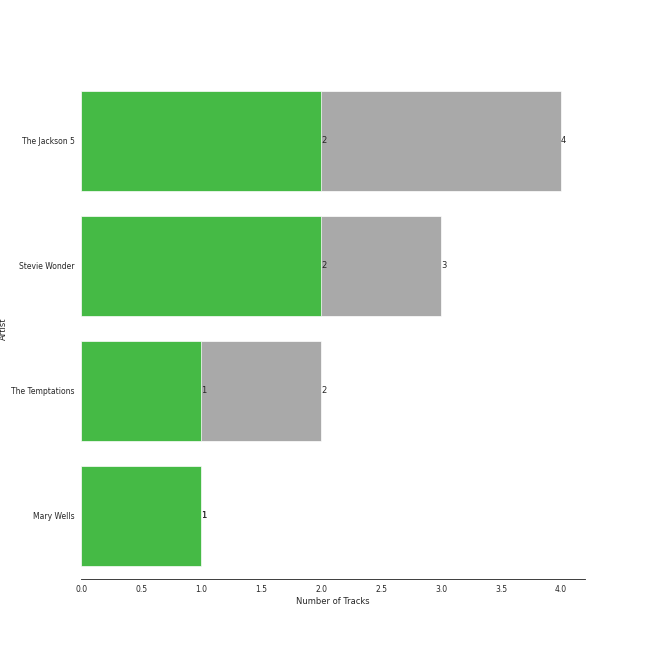 The Jackson 5
2
4
Stevie Wonder
2
3
Artist
The Temptations
1
2
Mary Wells
1
0.0 0.5 1.0 1.5 2.0 2.5 3.0 3.5 4.0
Number of Tracks